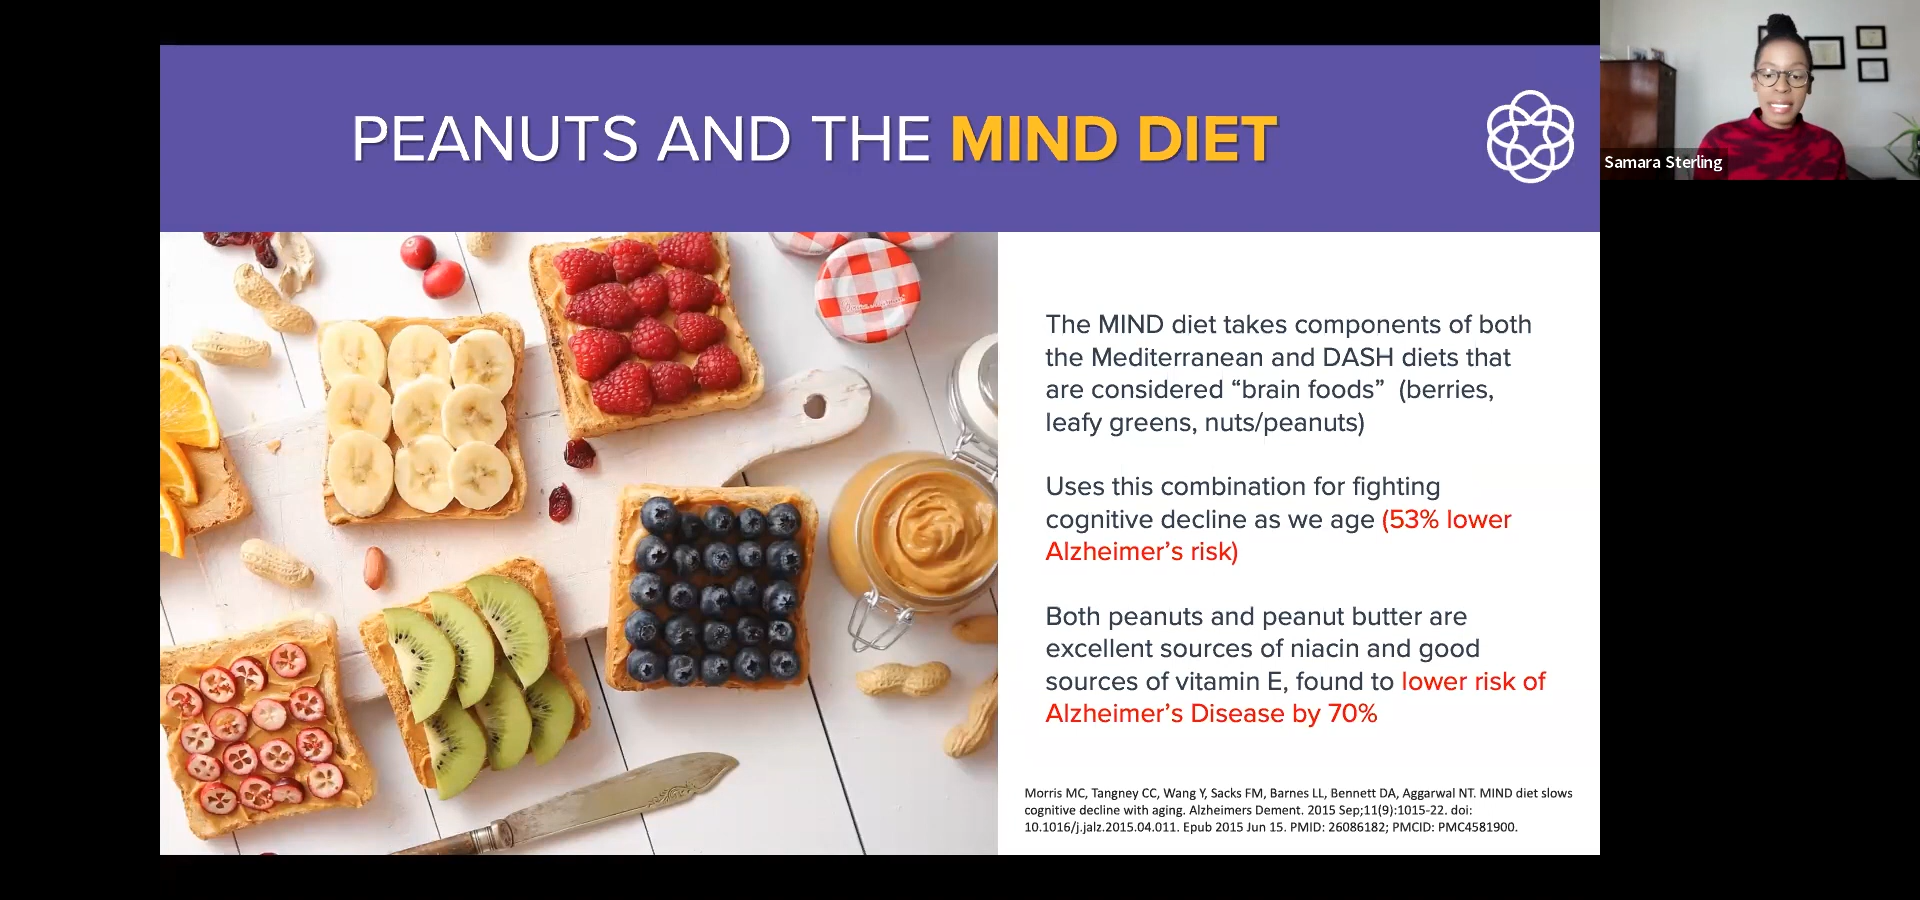 PEANUTS AND THE MIND DIET
Samara Sterling
The MIND diet takes components of both
the Mediterranean and DASH diets that
are considered “brain foods”  (berries,
leafy greens, nuts/peanuts)
Uses this combination for fighting
cognitive decline as we age (53% lower
Alzheimer’s risk)
Both peanuts and peanut butter are
excellent sources of niacin and good
sources of vitamin E, found to lower risk of
Alzheimer’s Disease by 70%
Morris MC, Tangney CC, Wang Y, Sacks FM, Barnes LL, Bennett DA, Aggarwal NT. MIND diet slows
cognitive decline with aging. Alzheimers Dement. 2015 Sep;11(9):1015-22. doi:
10.1016/j.jalz.2015.04.011. Epub 2015 Jun 15. PMID: 26086182; PMCID: PMC4581900.